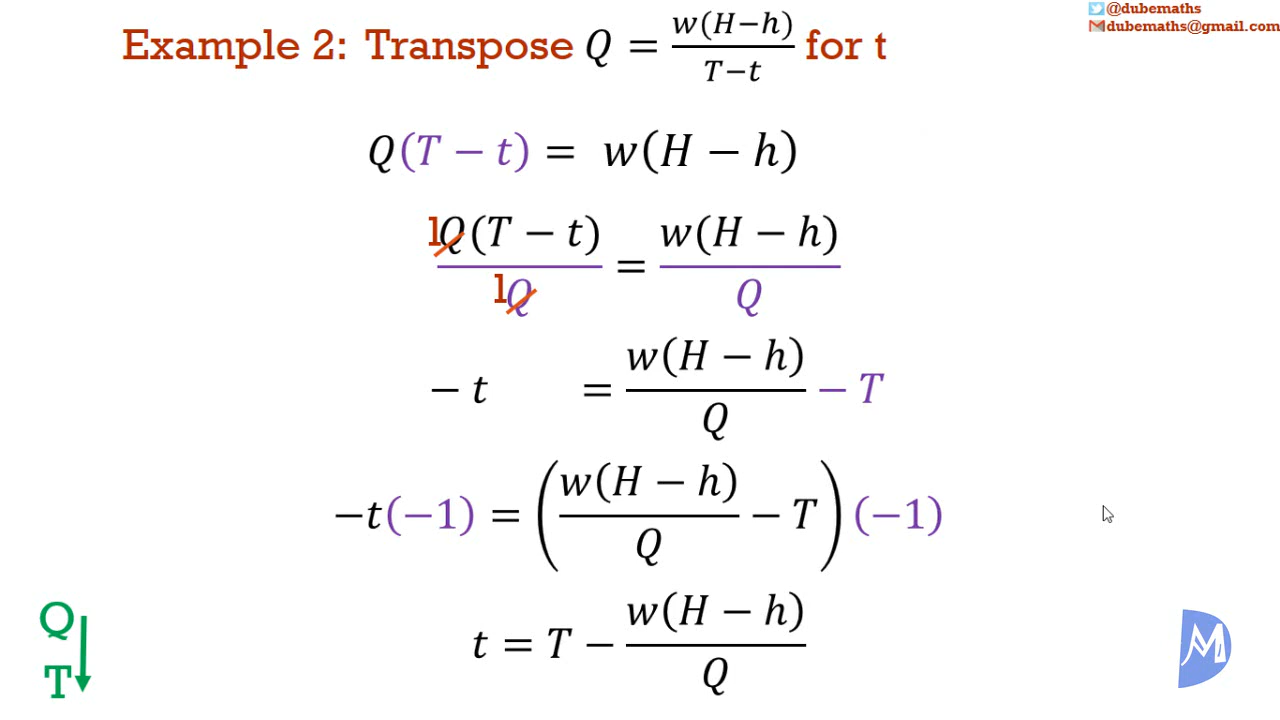 @dubemaths
dubemaths@gmail.com
Example 2: Transpose Q = w(H−h)/T−t for t
Q(T − t) = w(H − h)
1Q(T − t)/1Q = w(H − h)/Q
− t = w(H − h)/Q − T
−t(−1) = (w(H − h)/Q − T)(−1)
t = T − w(H − h)/Q
Q
T
M